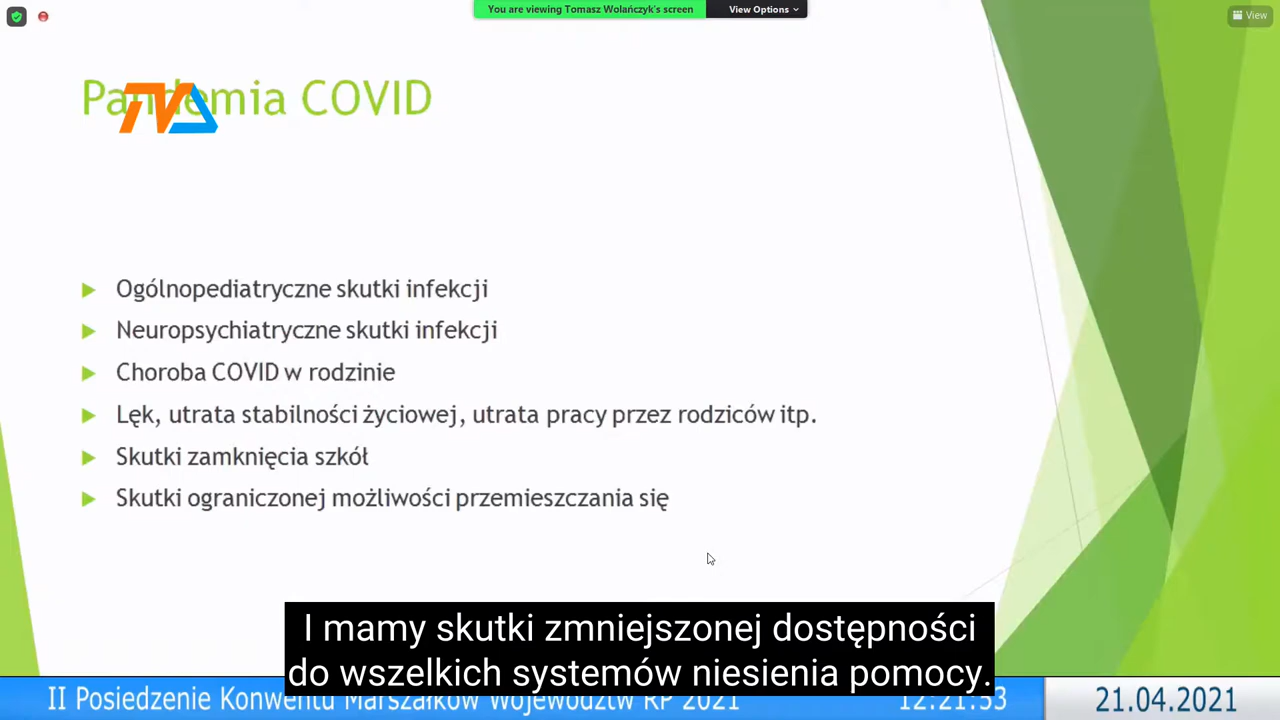 You are viewing Tomasz Wolańczyk's screen
View Options
View
Pandemia COVID
TVA
Ogólnopediatryczne skutki infekcji
Neuropsychiatryczne skutki infekcji
Choroba COVID w rodzinie
Lęk, utrata stabilności życiowej, utrata pracy przez rodziców itp.
Skutki zamknięcia szkół
Skutki ograniczonej możliwości przemieszczania się
I mamy skutki zmniejszonej dostępności
do wszelkich systemów niesienia pomocy.
II Posiedzenie Konwentu Marszałków Województw RP 2021
12:21:53
21.04.2021